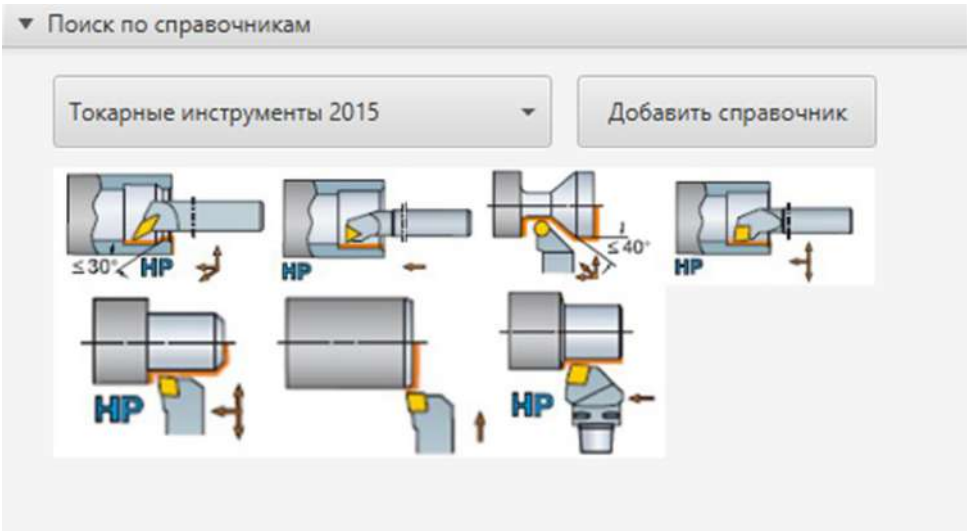 Поиск по справочникам
Токарные инструменты 2015
Добавить справочник
≤30° HP
HP
≤40°
HP
HP
HP